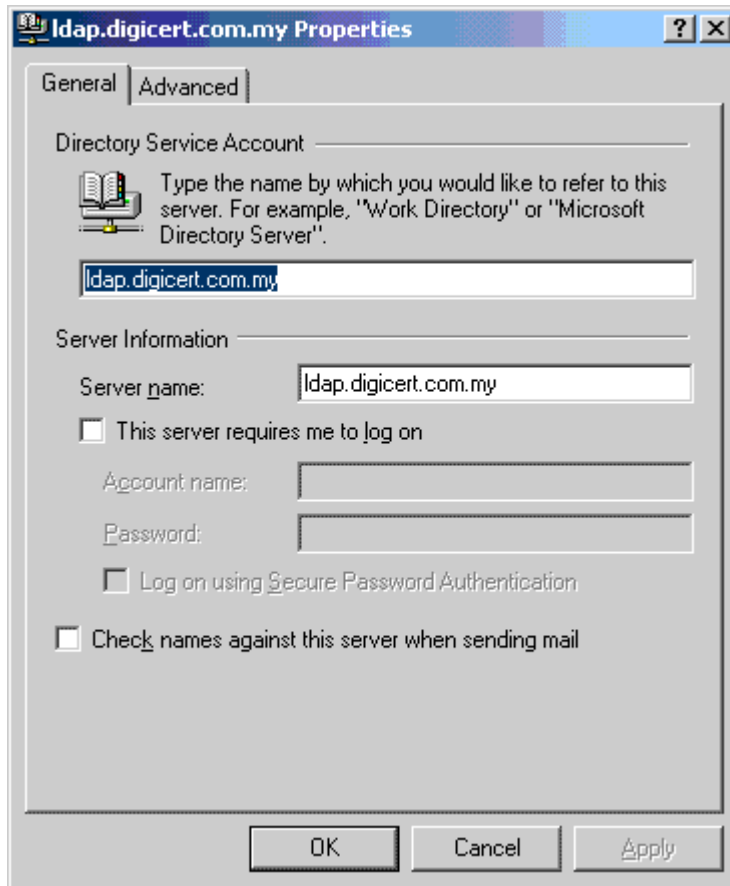 ldap.digicert.com.my Properties
General Advanced
Directory Service Account
Type the name by which you would like to refer to this
server. For example, "Work Directory" or "Microsoft
Directory Server".
ldap.digicert.com.my
Server Information
Server name: ldap.digicert.com.my
This server requires me to log on
Account name:
Password:
Log on using Secure Password Authentication
Check names against this server when sending mail
OK Cancel Apply